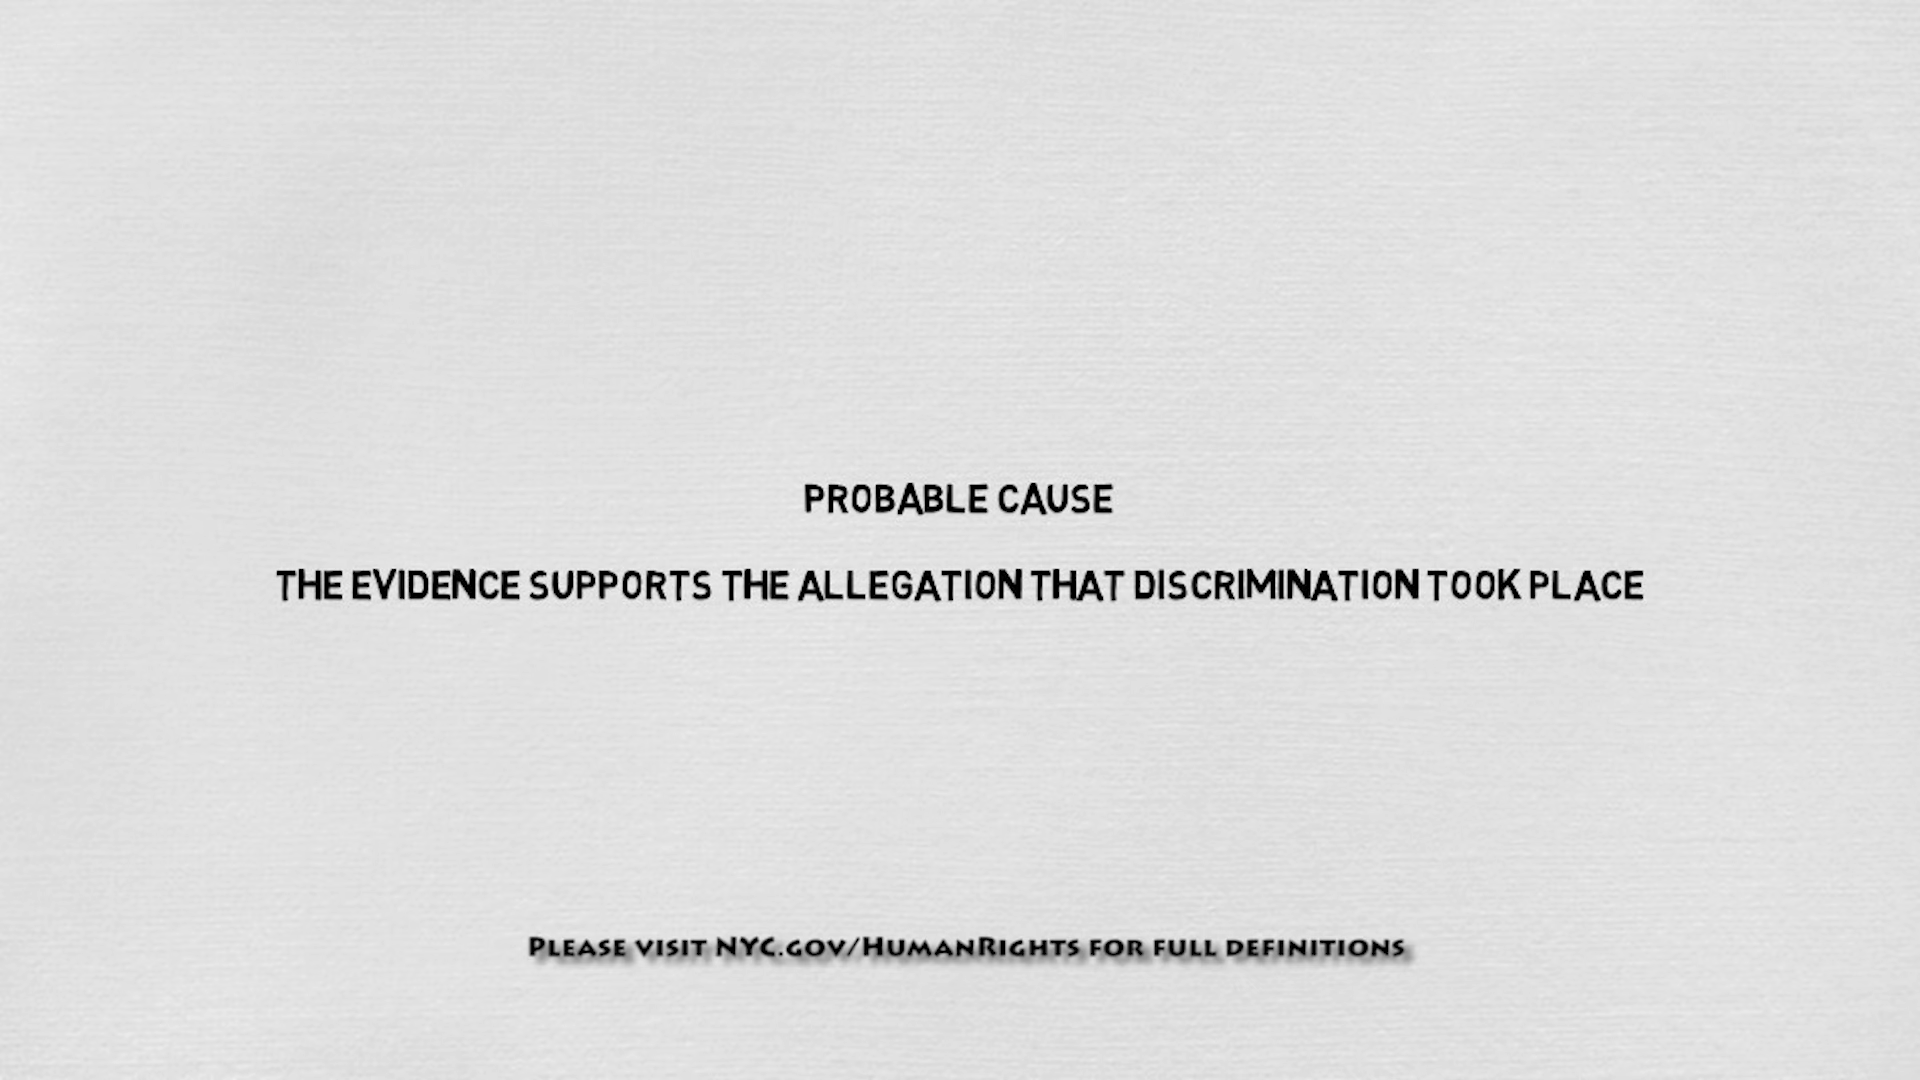 PROBABLE CAUSE
THE EVIDENCE SUPPORTS THE ALLEGATION THAT DISCRIMINATION TOOK PLACE
Please visit NYC.gov/HumanRights for full definitions